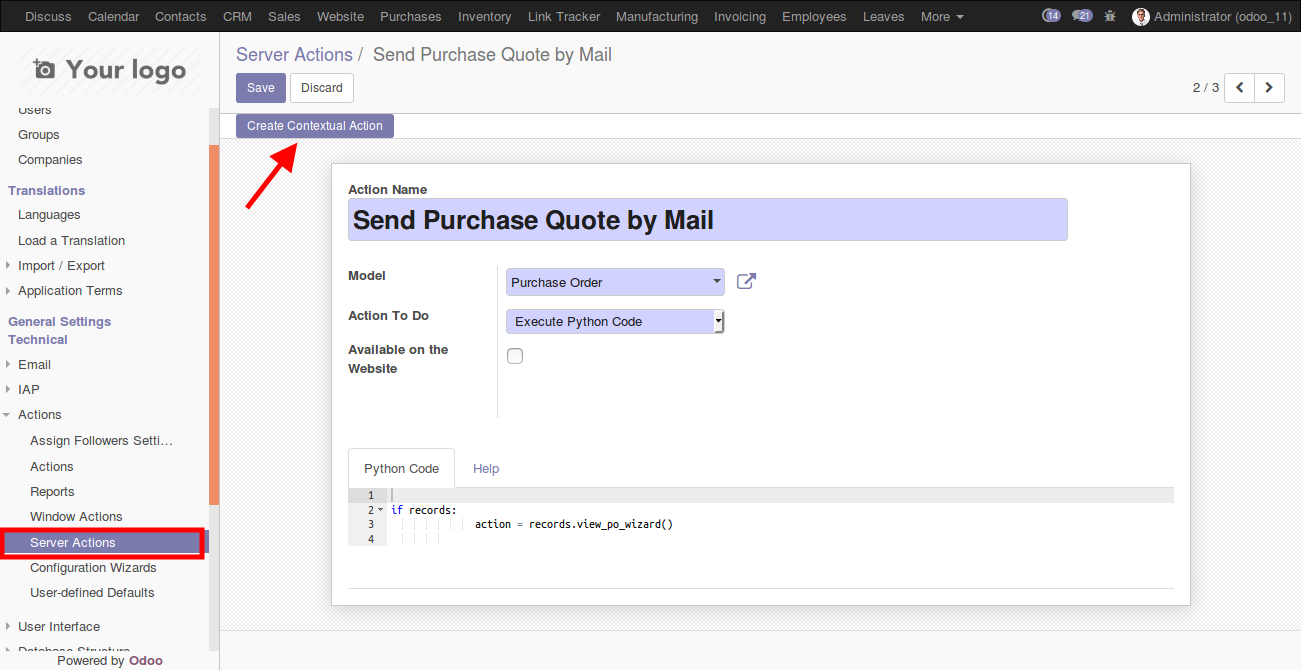 Discuss Calendar Contacts CRM Sales Website Purchases Inventory Link Tracker Manufacturing Invoicing Employees Leaves More 14 21 Administrator (odoo_11)
Your logo
Server Actions / Send Purchase Quote by Mail
Save Discard
2 / 3
Create Contextual Action
Users
Groups
Companies
Translations
Languages
Load a Translation
Import / Export
Application Terms
General Settings
Technical
Email
IAP
Actions
Assign Followers Setti...
Actions
Reports
Window Actions
Server Actions
Configuration Wizards
User-defined Defaults
User Interface
Database Structure
Powered by Odoo
Action Name
Send Purchase Quote by Mail
Model
Purchase Order
Action To Do
Execute Python Code
Available on the
Website
Python Code Help
1
2 if records:
3 action = records.view_po_wizard()
4